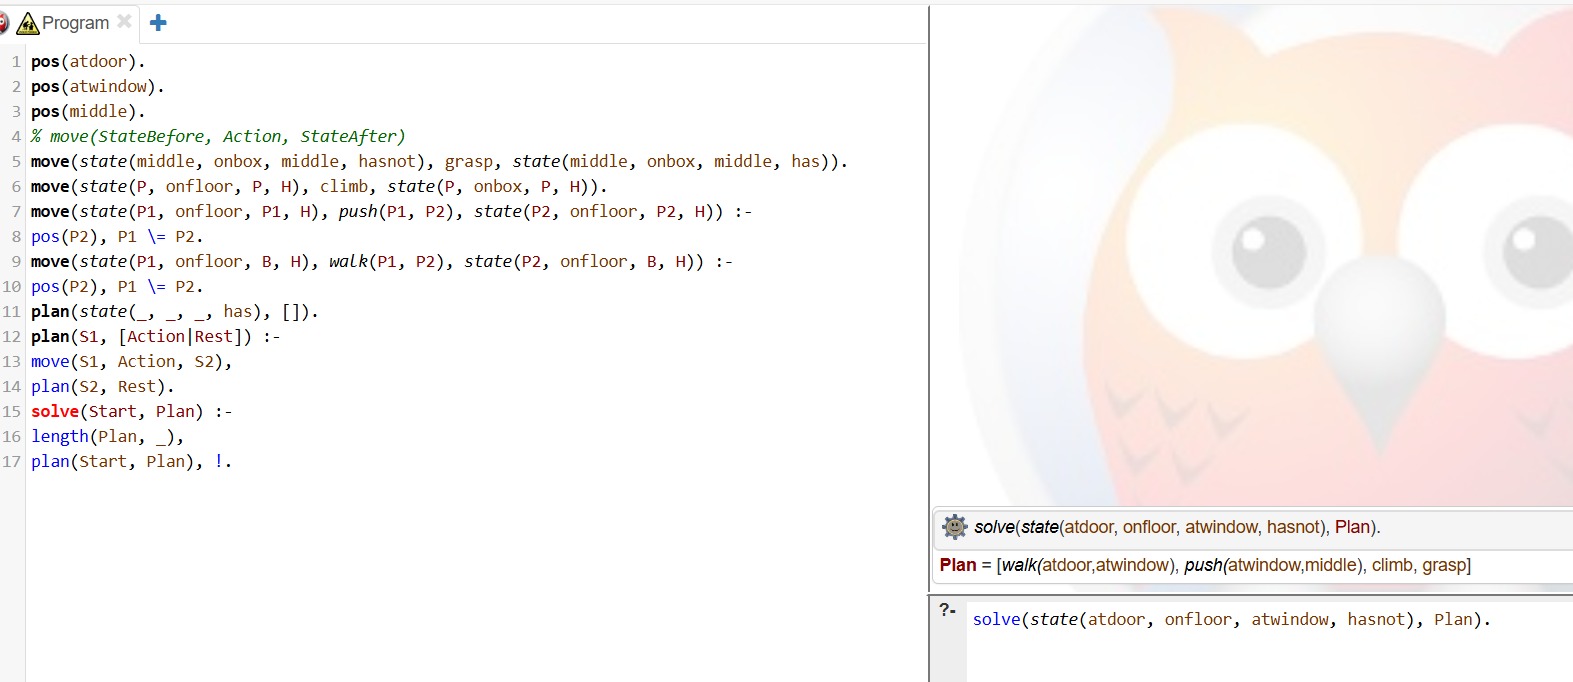 Program
1 pos(atdoor).
2 pos(atwindow).
3 pos(middle).
4 % move(StateBefore, Action, StateAfter)
5 move(state(middle, onbox, middle, hasnot), grasp, state(middle, onbox, middle, has)).
6 move(state(P, onfloor, P, H), climb, state(P, onbox, P, H)).
7 move(state(P1, onfloor, P1, H), push(P1, P2), state(P2, onfloor, P2, H)) :-
8 pos(P2), P1 \= P2.
9 move(state(P1, onfloor, B, H), walk(P1, P2), state(P2, onfloor, B, H)) :-
10 pos(P2), P1 \= P2.
11 plan(state(_, _, _, has), []).
12 plan(S1, [Action|Rest]) :-
13 move(S1, Action, S2),
14 plan(S2, Rest).
15 solve(Start, Plan) :-
16 length(Plan, _),
17 plan(Start, Plan), !.
solve(state(atdoor, onfloor, atwindow, hasnot), Plan).
Plan = [walk(atdoor,atwindow), push(atwindow,middle), climb, grasp]
?- solve(state(atdoor, onfloor, atwindow, hasnot), Plan).